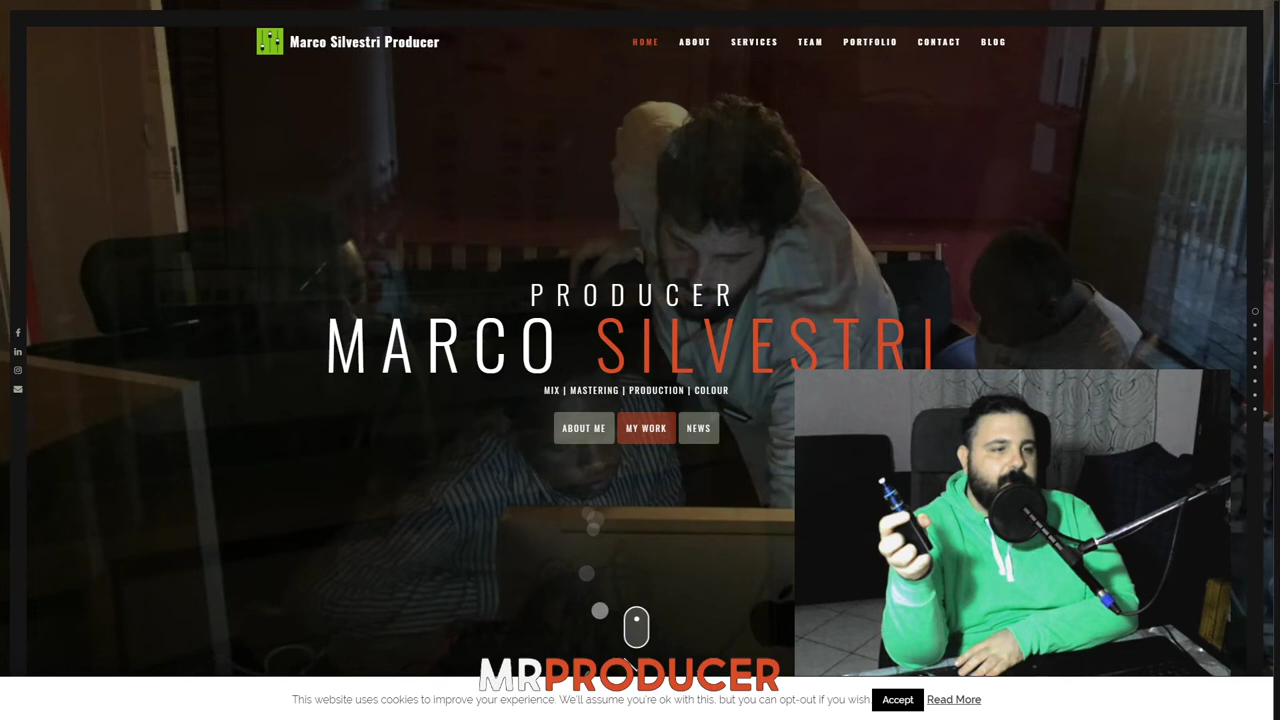 Marco Silvestri Producer
HOME ABOUT SERVICES TEAM PORTFOLIO CONTACT BLOG
PRODUCER
MARCO SILVESTRI
MIX | MASTERING | PRODUCTION | COLOUR
ABOUT ME MY WORK NEWS
MRPRODUCER
This website uses cookies to improve your experience. We'll assume you're ok with this, but you can opt-out if you wish. Accept Read More